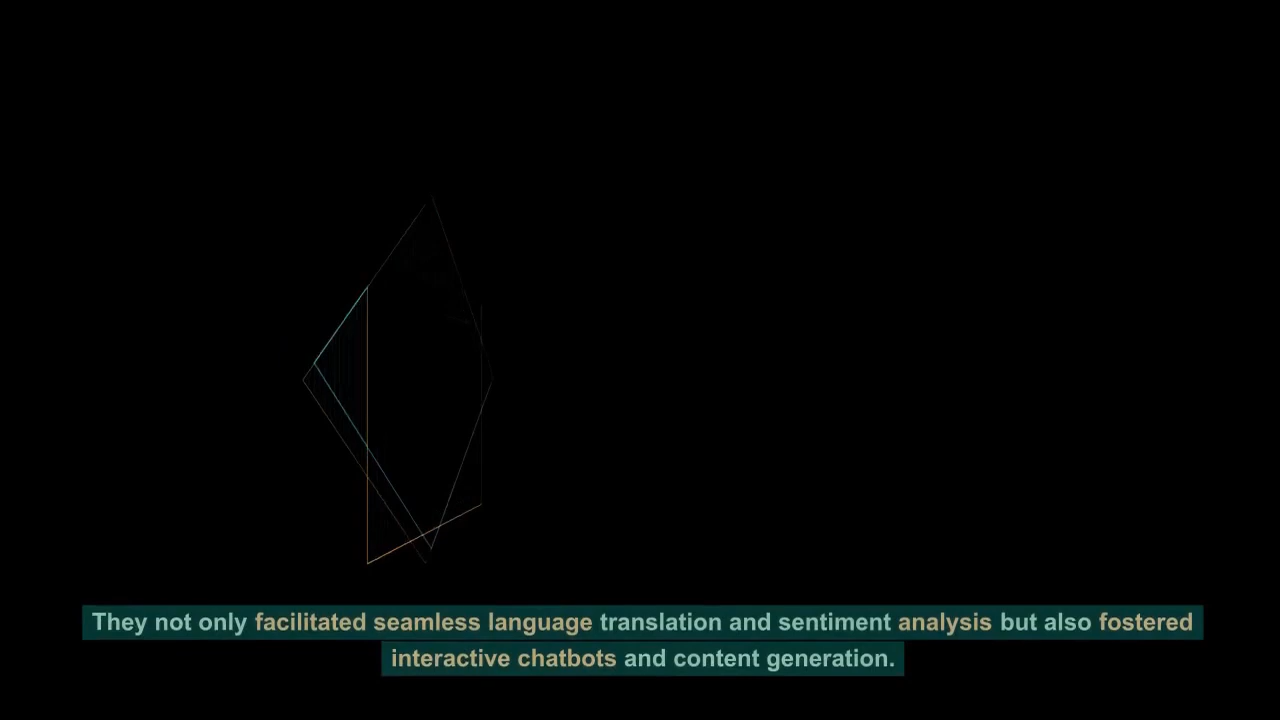 They not only facilitated seamless language translation and sentiment analysis but also fostered
interactive chatbots and content generation.